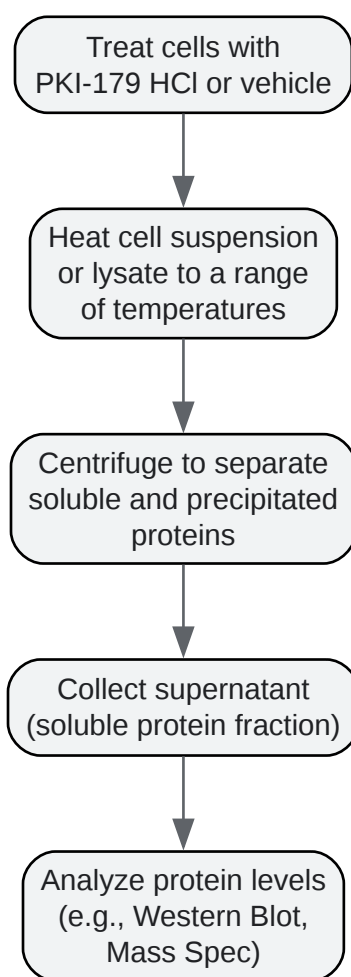 Treat cells with
PKI-179 HCl or vehicle
Heat cell suspension
or lysate to a range
of temperatures
Centrifuge to separate
soluble and precipitated
proteins
Collect supernatant
(soluble protein fraction)
Analyze protein levels
(e.g., Western Blot,
Mass Spec)